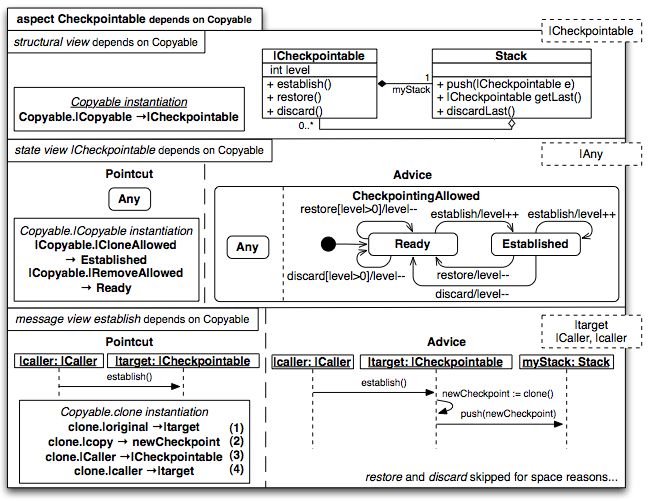 aspect Checkpointable depends on Copyable
|Checkpointable
structural view depends on Copyable
|Checkpointable
int level
+ establish()
+ restore()
+ discard()
1
myStack
0..*
Stack
+ push(|Checkpointable e)
+ |Checkpointable getLast()
+ discardLast()
Copyable instantiation
Copyable.|Copyable → |Checkpointable
state view |Checkpointable depends on Copyable
|Any
Pointcut
Any
Copyable.|Copyable instantiation
|Copyable.|CloneAllowed
→ Established
|Copyable.|RemoveAllowed
→ Ready
Advice
Any
CheckpointingAllowed
restore[level>0]/level--
establish/level++
establish/level++
Ready
Established
discard[level>0]/level--
restore/level--
discard/level--
message view establish depends on Copyable
|target
|Caller, |caller
Pointcut
|caller: |Caller
|target: |Checkpointable
establish()
Copyable.clone instantiation
clone.|original → |target (1)
clone.|copy → newCheckpoint (2)
clone.|Caller → |Checkpointable (3)
clone.|caller → |target (4)
Advice
|caller: |Caller
|target: |Checkpointable
myStack: Stack
establish()
newCheckpoint := clone()
push(newCheckpoint)
restore and discard skipped for space reasons...